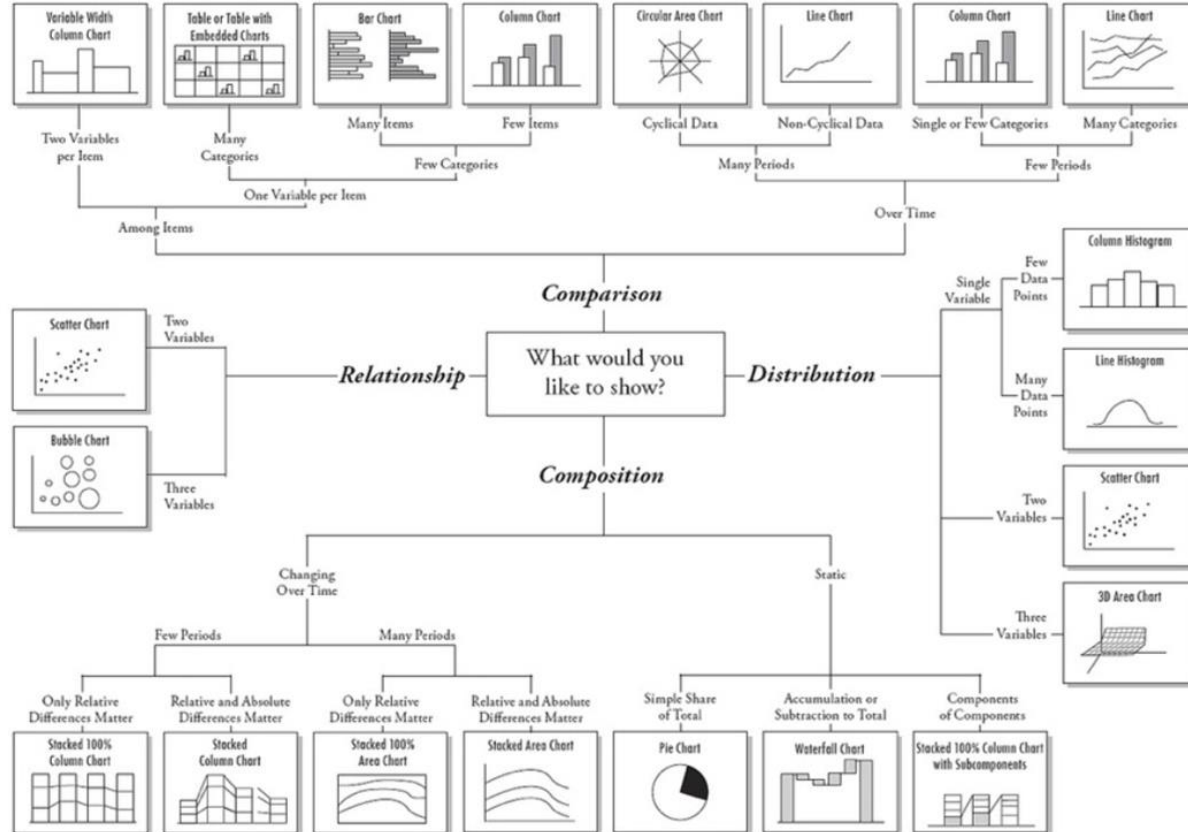 Variable Width
Column Chart
Table or Table with
Embedded Charts
Bar Chart
Column Chart
Circular Area Chart
Line Chart
Column Chart
Line Chart
Two Variables
per Item
Many
Categories
Many Items
Few Items
Cyclical Data
Non-Cyclical Data
Single or Few Categories
Many Categories
Few Categories
Many Periods
Few Periods
One Variable per Item
Over Time
Among Items
Comparison
What would you
like to show?
Relationship
Two
Variables
Scatter Chart
Bubble Chart
Three
Variables
Distribution
Single
Variable
Few
Data
Points
Column Histogram
Many
Data
Points
Line Histogram
Two
Variables
Scatter Chart
Three
Variables
3D Area Chart
Composition
Changing
Over Time
Static
Few Periods
Many Periods
Only Relative
Differences Matter
Relative and Absolute
Differences Matter
Only Relative
Differences Matter
Relative and Absolute
Differences Matter
Simple Share
of Total
Accumulation or
Subtraction to Total
Components
of Components
Stacked 100%
Column Chart
Stacked
Column Chart
Stacked 100%
Area Chart
Stacked Area Chart
Pie Chart
Waterfall Chart
Stacked 100% Column Chart
with Subcomponents